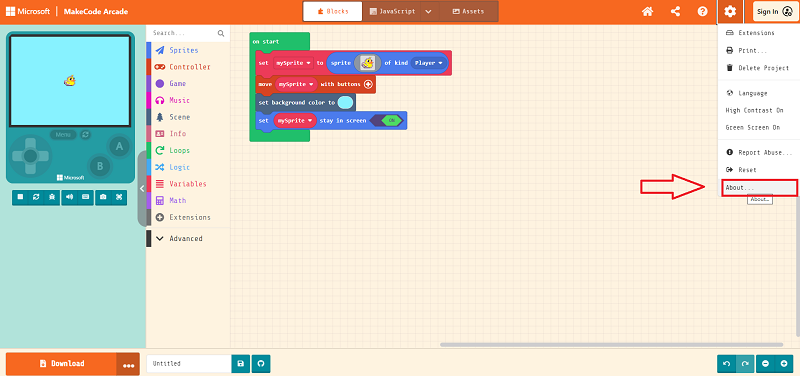 Microsoft | MakeCode Arcade
Blocks
JavaScript
Assets
Sign In
Menu
A
B
Microsoft
Search...
Sprites
Controller
Game
Music
Scene
Info
Loops
Logic
Variables
Math
Extensions
Advanced
on start
set mySprite to sprite of kind Player
move mySprite with buttons
set background color to
set mySprite stay in screen ON
Extensions
Print...
Delete Project
Language
High Contrast On
Green Screen On
Report Abuse...
Reset
About...
About...
Download
Untitled